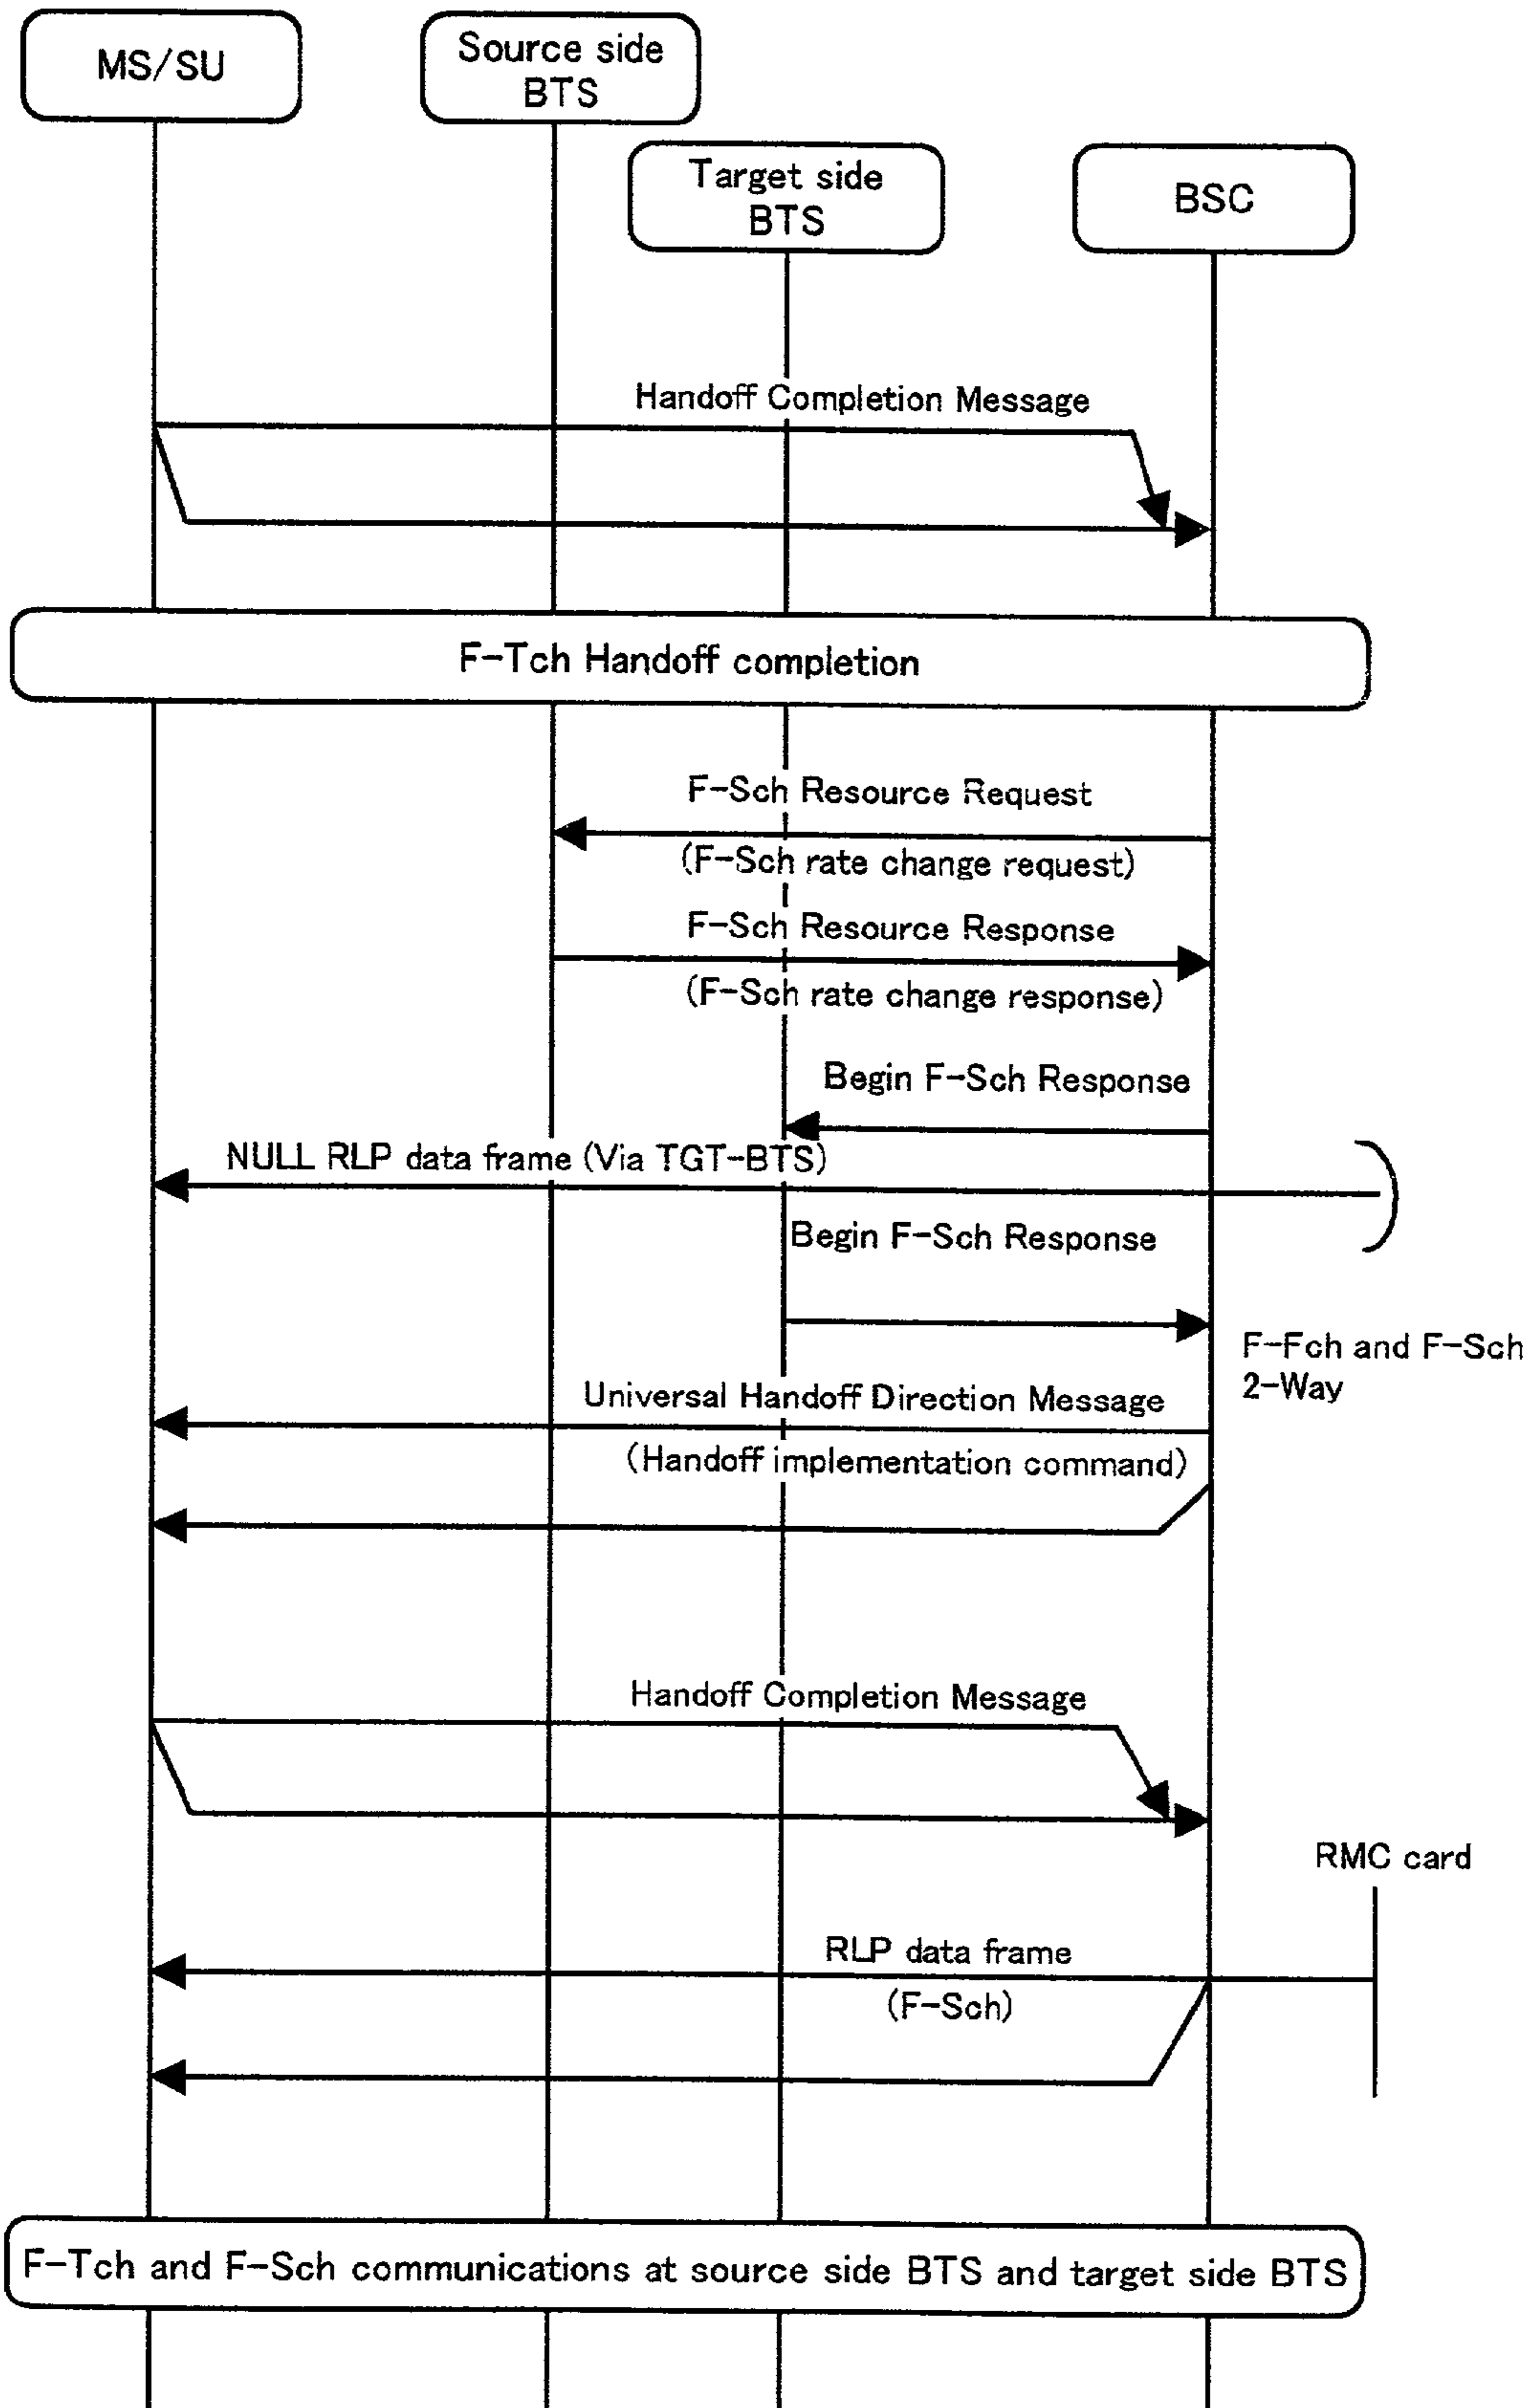 MS/SU
Source side
BTS
Target side
BTS
BSC
Handoff Completion Message
F-Tch Handoff completion
F-Sch Resource Request
(F-Sch rate change request)
F-Sch Resource Response
(F-Sch rate change response)
Begin F-Sch Response
NULL RLP data frame (Via TGT-BTS)
Begin F-Sch Response
F-Fch and F-Sch
2-Way
Universal Handoff Direction Message
(Handoff implementation command)
Handoff Completion Message
RMC card
RLP data frame
(F-Sch)
F-Tch and F-Sch communications at source side BTS and target side BTS